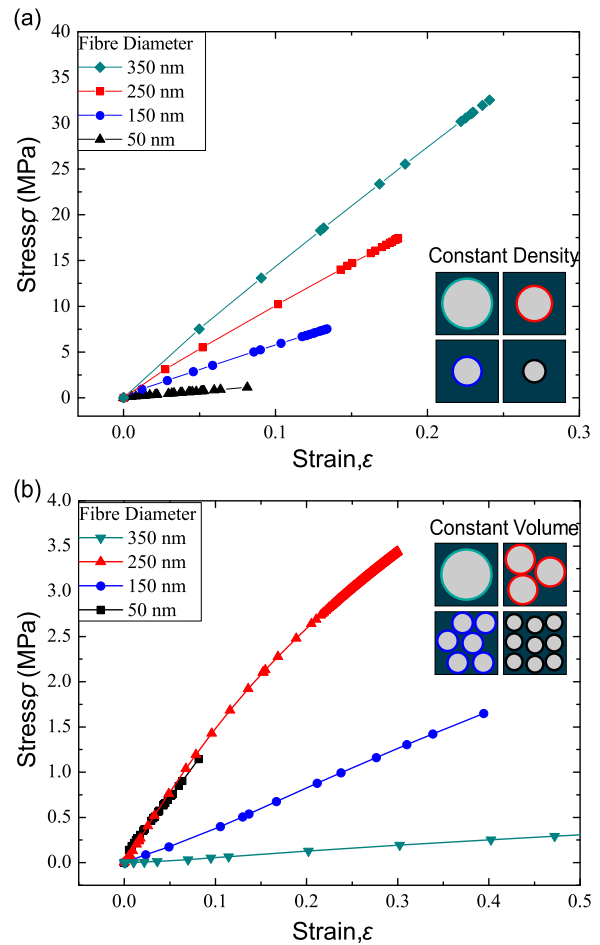 (a)
Fibre Diameter
350 nm
250 nm
150 nm
50 nm
40
35
30
25
20
15
10
5
0
Stressσ (MPa)
Constant Density
0.0 0.1 0.2 0.3
Strain,ε
(b)
Fibre Diameter
350 nm
250 nm
150 nm
50 nm
4.0
3.5
3.0
2.5
2.0
1.5
1.0
0.5
0.0
Stressσ (MPa)
Constant Volume
0.0 0.1 0.2 0.3 0.4 0.5
Strain,ε